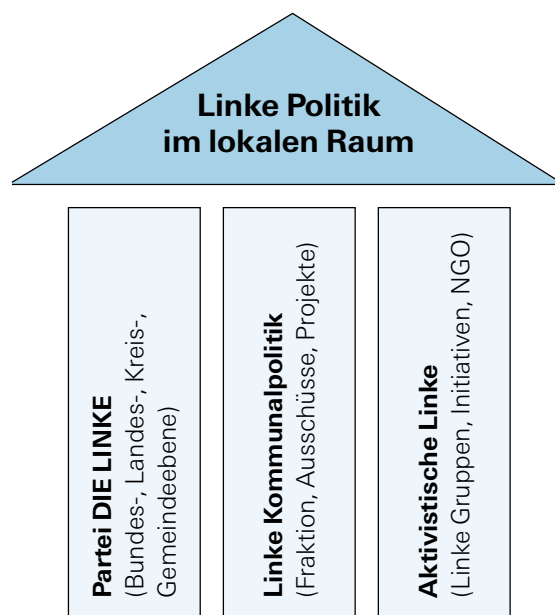 Linke Politik
im lokalen Raum
Partei DIE LINKE
(Bundes-, Landes-, Kreis-,
Gemeindeebene)
Linke Kommunalpolitik
(Fraktion, Ausschüsse, Projekte)
Aktivistische Linke
(Linke Gruppen, Initiativen, NGO)